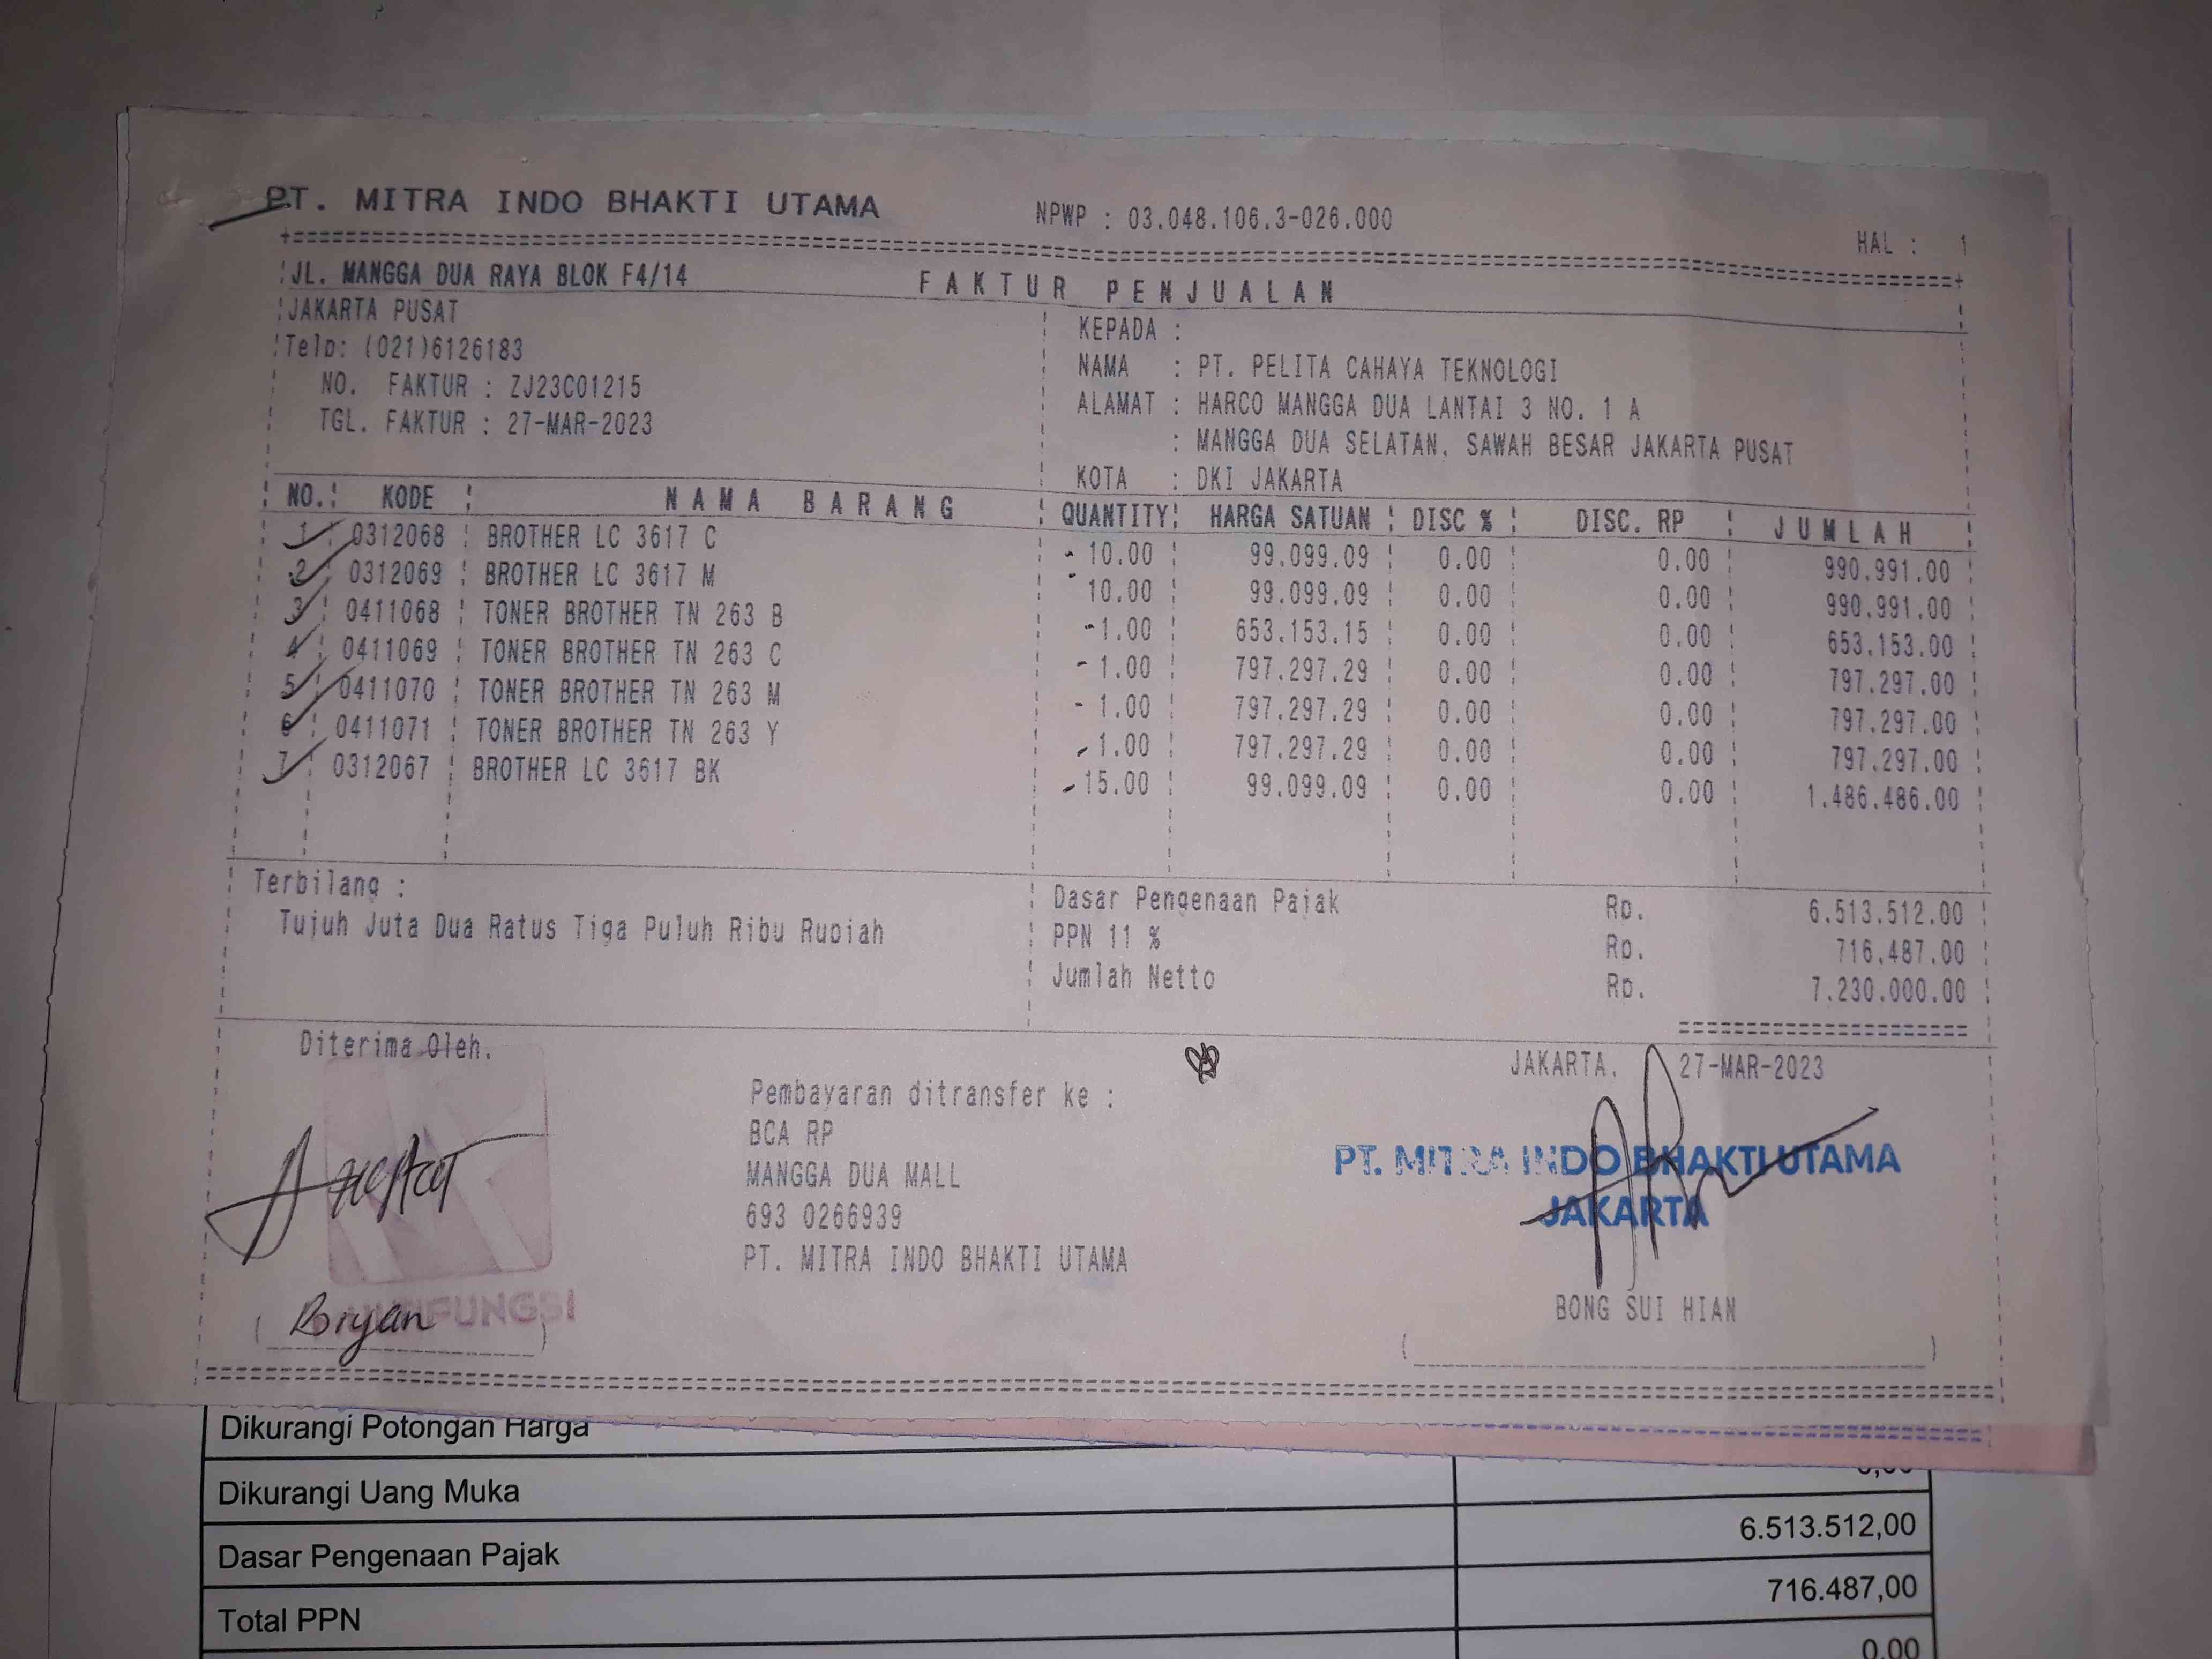 PT. MITRA INDO BHAKTI UTAMA NPWP : 03.048.106.3-026.000
HAL : 1
JL. MANGGA DUA RAYA BLOK F4/14 FAKTUR PENJUALAN
JAKARTA PUSAT
Telp: (021)6126183
NO. FAKTUR : ZJ23C01215
TGL. FAKTUR : 27-MAR-2023
KEPADA :
NAMA : PT. PELITA CAHAYA TEKNOLOGI
ALAMAT : HARCO MANGGA DUA LANTAI 3 NO. 1 A
: MANGGA DUA SELATAN, SAWAH BESAR JAKARTA PUSAT
KOTA : DKI JAKARTA
NO. KODE NAMA BARANG QUANTITY HARGA SATUAN DISC % DISC. RP JUMLAH
1 0312068 BROTHER LC 3617 C 10.00 99.099.09 0.00 0.00 990.991.00
2 0312069 BROTHER LC 3617 M 10.00 99.099.09 0.00 0.00 990.991.00
3 0411068 TONER BROTHER TN 263 B 1.00 653.153.15 0.00 0.00 653.153.00
4 0411069 TONER BROTHER TN 263 C 1.00 797.297.29 0.00 0.00 797.297.00
5 0411070 TONER BROTHER TN 263 M 1.00 797.297.29 0.00 0.00 797.297.00
6 0411071 TONER BROTHER TN 263 Y 1.00 797.297.29 0.00 0.00 797.297.00
7 0312067 BROTHER LC 3617 BK 15.00 99.099.09 0.00 0.00 1.486.486.00
Terbilang :
Tujuh Juta Dua Ratus Tiga Puluh Ribu Rupiah
Dasar Pengenaan Pajak Rp. 6.513.512.00
PPN 11 % Rp. 716.487.00
Jumlah Netto Rp. 7.230.000.00
Diterima Oleh,
Pembayaran ditransfer ke :
BCA RP
MANGGA DUA MALL
693 0266939
PT. MITRA INDO BHAKTI UTAMA
JAKARTA, 27-MAR-2023
PT. MITRA INDO BHAKTI UTAMA
JAKARTA
BONG SUI HIAN
Bryan
Dikurangi Potongan Harga
Dikurangi Uang Muka
Dasar Pengenaan Pajak 6.513.512,00
Total PPN 716.487,00
0,00